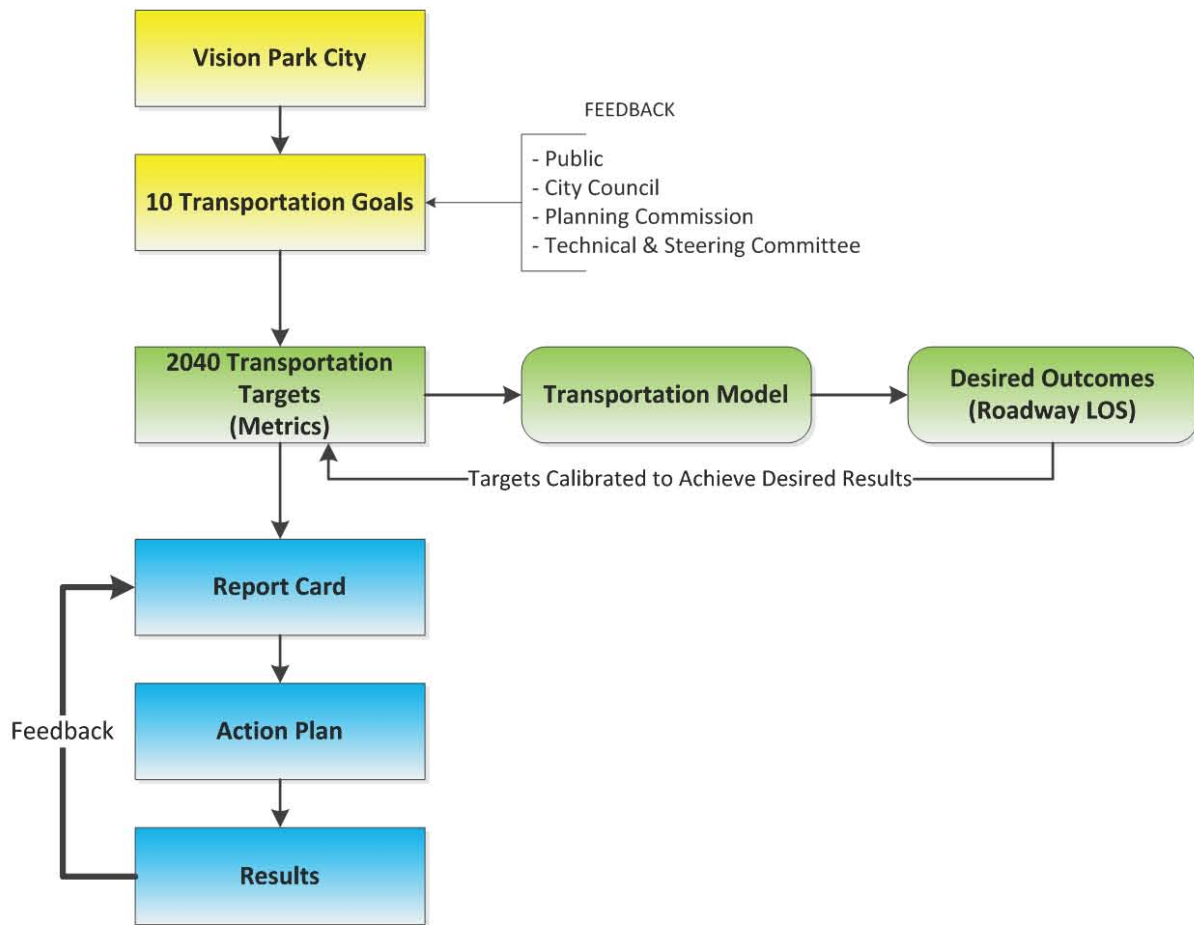 Vision Park City
FEEDBACK
- Public
- City Council
- Planning Commission
- Technical & Steering Committee
10 Transportation Goals
2040 Transportation
Targets
(Metrics)
Transportation Model
Desired Outcomes
(Roadway LOS)
Targets Calibrated to Achieve Desired Results
Report Card
Action Plan
Feedback
Results